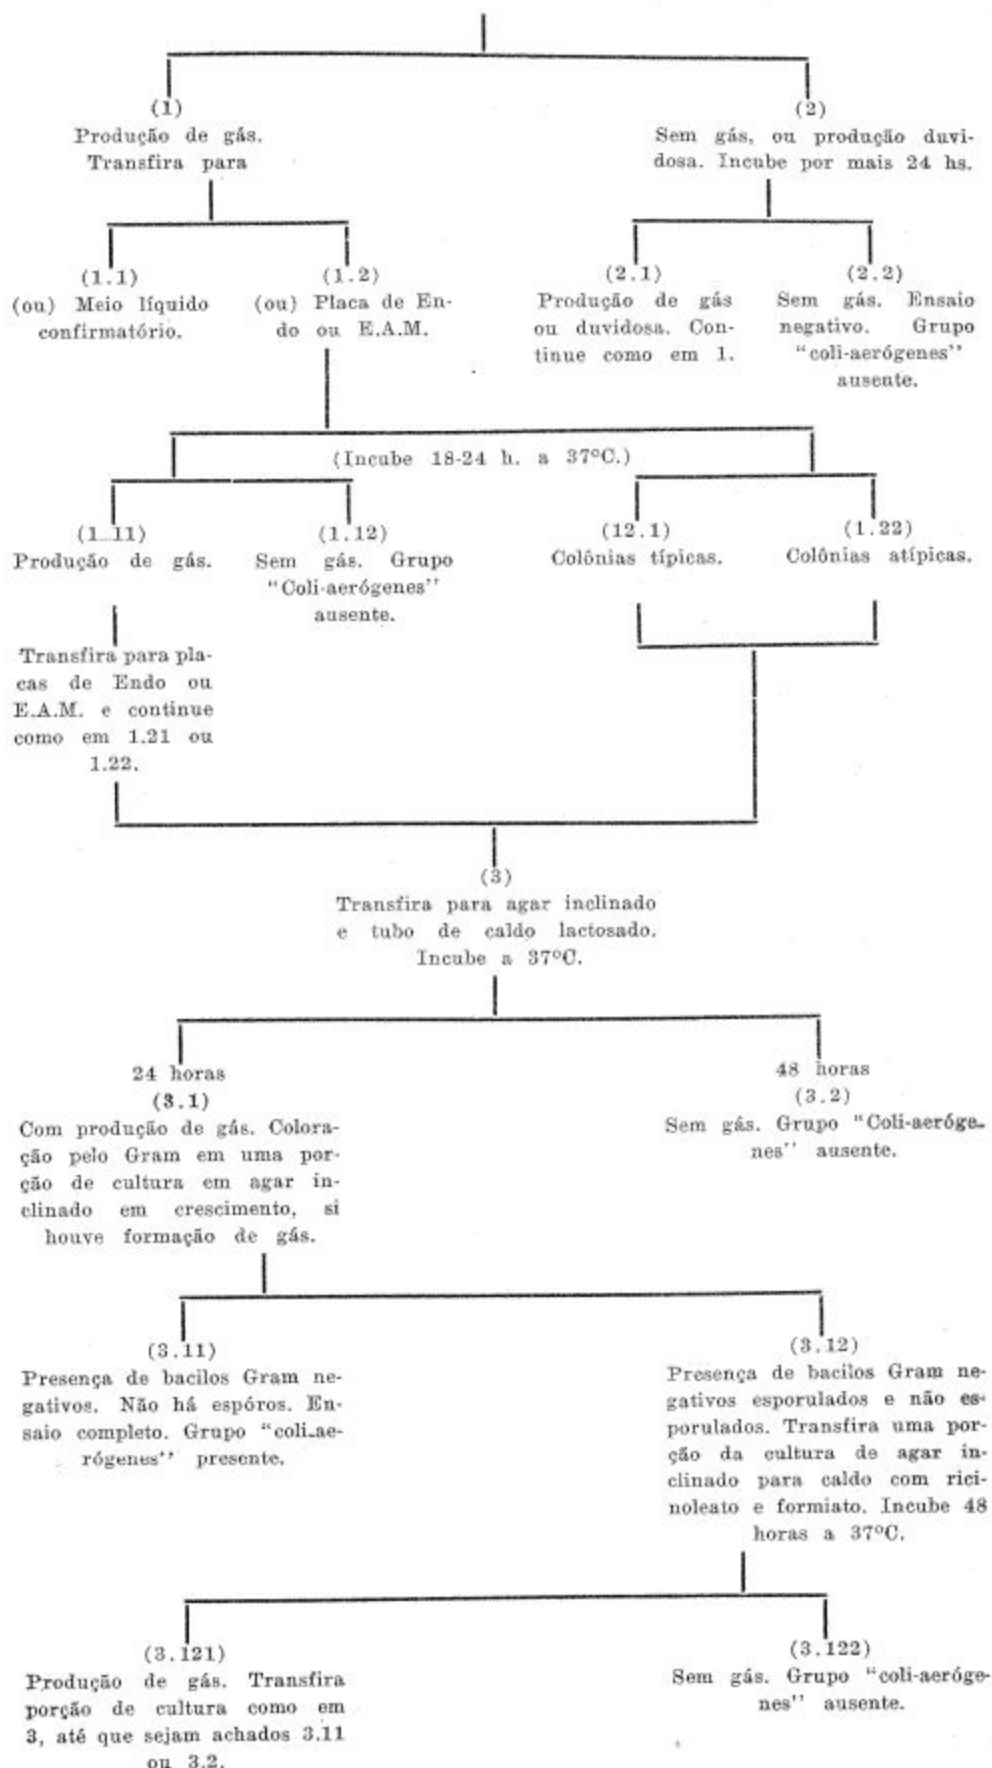 (1)
Produção de gás.
Transfira para
(2)
Sem gás, ou produção duvi-
dosa. Incube por mais 24 hs.
(1.1)
(ou) Meio líquido
confirmatório.
(1.2)
(ou) Placa de En-
do ou E.A.M.
(2.1)
Produção de gás
ou duvidosa. Con-
tinue como em 1.
(2.2)
Sem gás. Ensaio
negativo. Grupo
"coli-aerógenes"
ausente.
(Incube 18-24 h. a 37ºC.)
(1.11)
Produção de gás.
(1.12)
Sem gás. Grupo
"Coli-aerógenes"
ausente.
(12.1)
Colônias típicas.
(1.22)
Colônias atípicas.
Transfira para pla-
cas de Endo ou
E.A.M. e continue
como em 1.21 ou
1.22.
(3)
Transfira para agar inclinado
e tubo de caldo lactosado.
Incube a 37ºC.
24 horas
(3.1)
Com produção de gás. Colora-
ção pelo Gram em uma por-
ção de cultura em agar in-
clinado em crescimento, si
houve formação de gás.
48 horas
(3.2)
Sem gás. Grupo "Coli-aeróge-
nes" ausente.
(3.11)
Presença de bacilos Gram ne-
gativos. Não há espóros. En-
saio completo. Grupo "coli-ae-
rógenes" presente.
(3.12)
Presença de bacilos Gram ne-
gativos esporulados e não es-
porulados. Transfira uma por-
ção da cultura de agar in-
clinado para caldo com rici-
noleato e formiato. Incube 48
horas a 37ºC.
(3.121)
Produção de gás. Transfira
porção de cultura como em
3, até que sejam achados 3.11
ou 3.2.
(3.122)
Sem gás. Grupo "coli-aeróge-
nes" ausente.